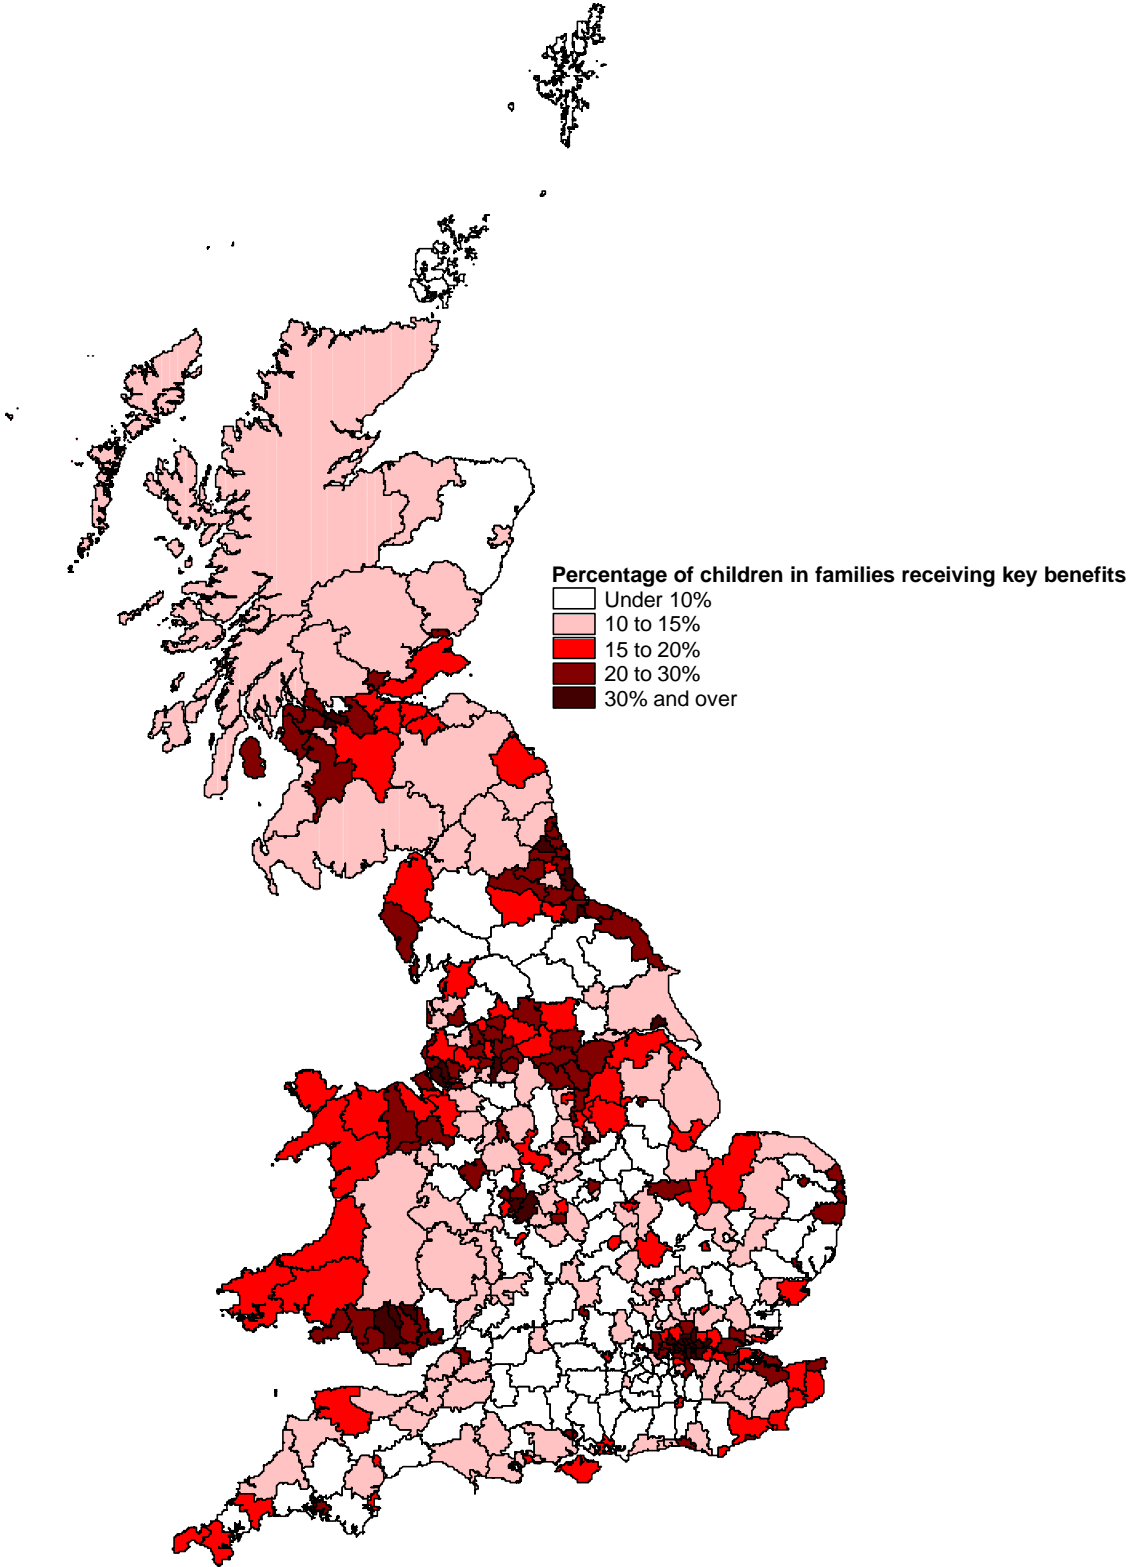 Percentage of children in families receiving key benefits
Under 10%
10 to 15%
15 to 20%
20 to 30%
30% and over